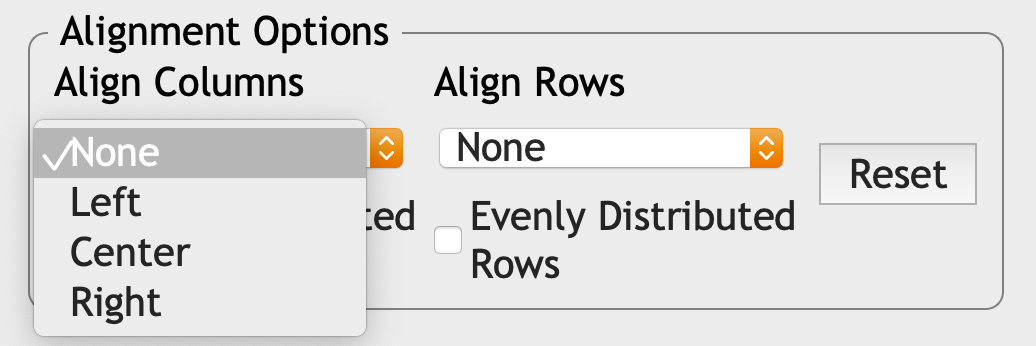 Alignment Options
Align Columns
Align Rows
None
Left
Center
Right
None
ted
Evenly Distributed
Rows
Reset